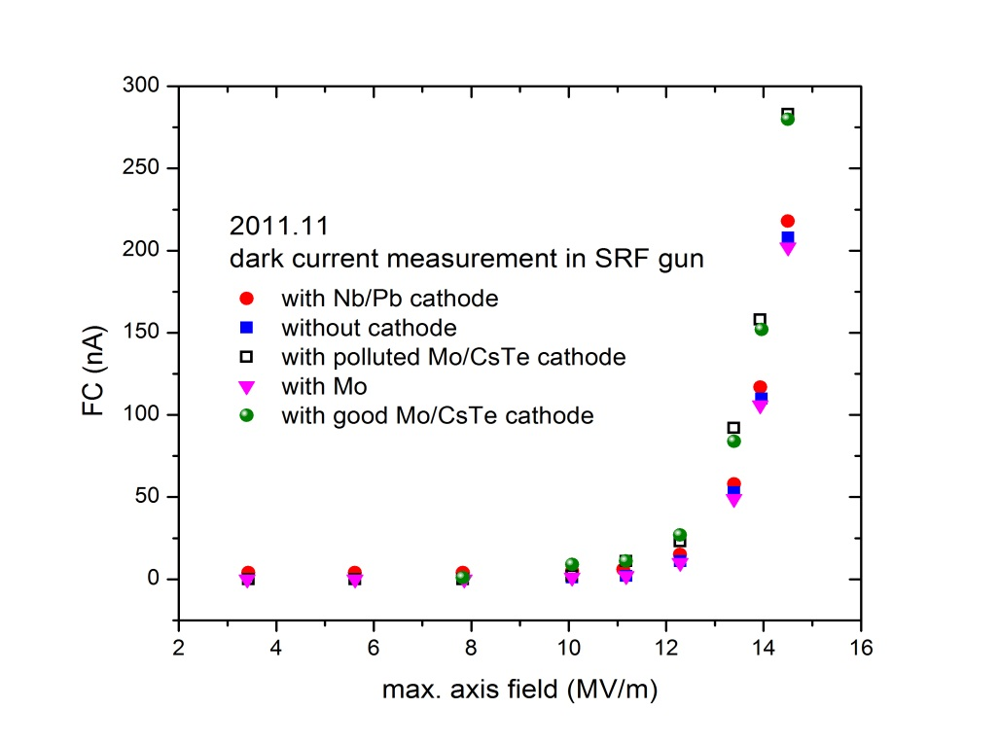 300
250
200
150
100
50
0
FC (nA)
2011.11
dark current measurement in SRF gun
with Nb/Pb cathode
without cathode
with polluted Mo/CsTe cathode
with Mo
with good Mo/CsTe cathode
2 4 6 8 10 12 14 16
max. axis field (MV/m)